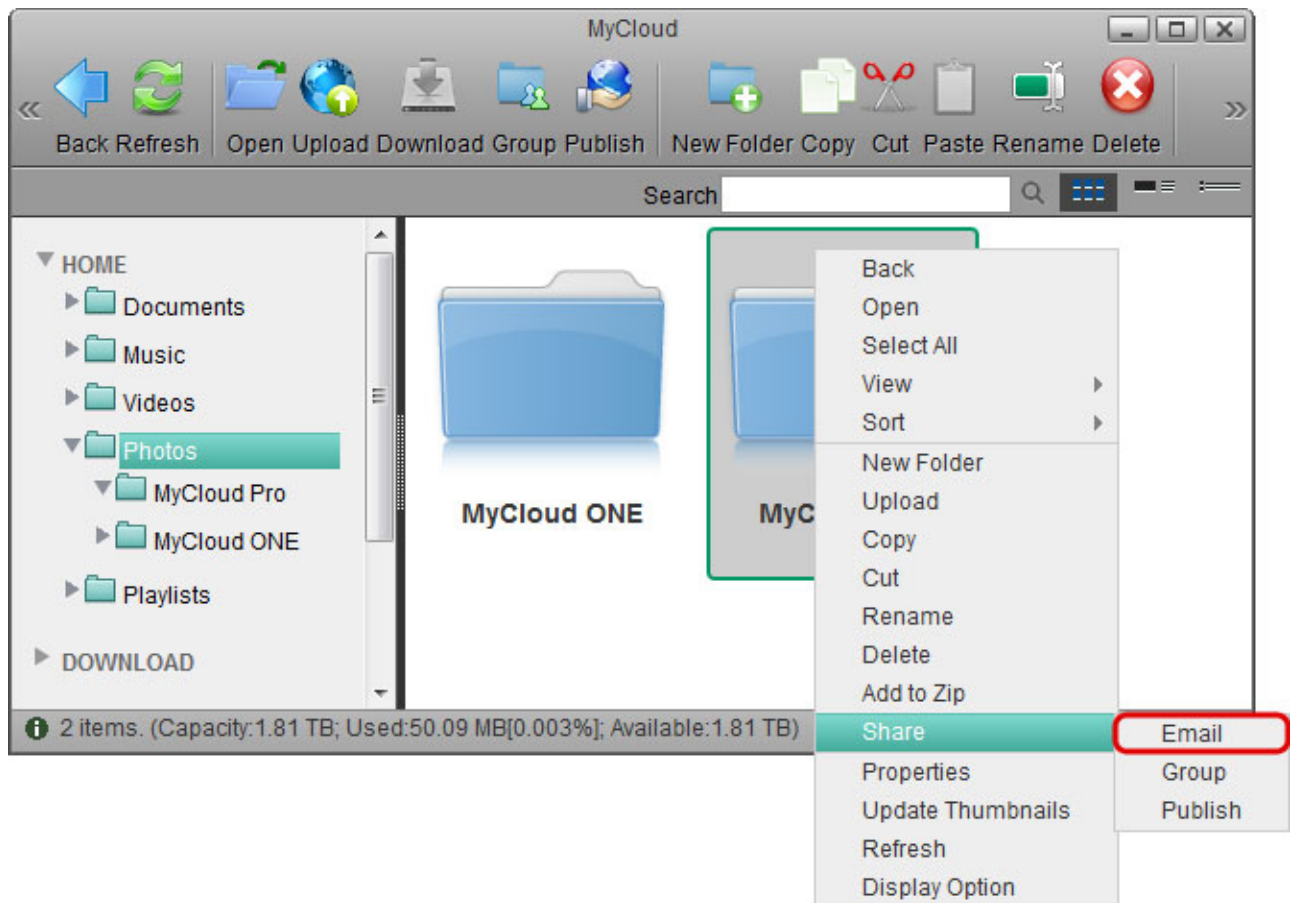 MyCloud
Back Refresh Open Upload Download Group Publish New Folder Copy Cut Paste Rename Delete
Search
HOME
Documents
Music
Videos
Photos
MyCloud Pro
MyCloud ONE
Playlists
DOWNLOAD
MyCloud ONE
MyC
Back
Open
Select All
View
Sort
New Folder
Upload
Copy
Cut
Rename
Delete
Add to Zip
Share
Properties
Update Thumbnails
Refresh
Display Option
Email
Group
Publish
2 items. (Capacity:1.81 TB; Used:50.09 MB[0.003%]; Available:1.81 TB)